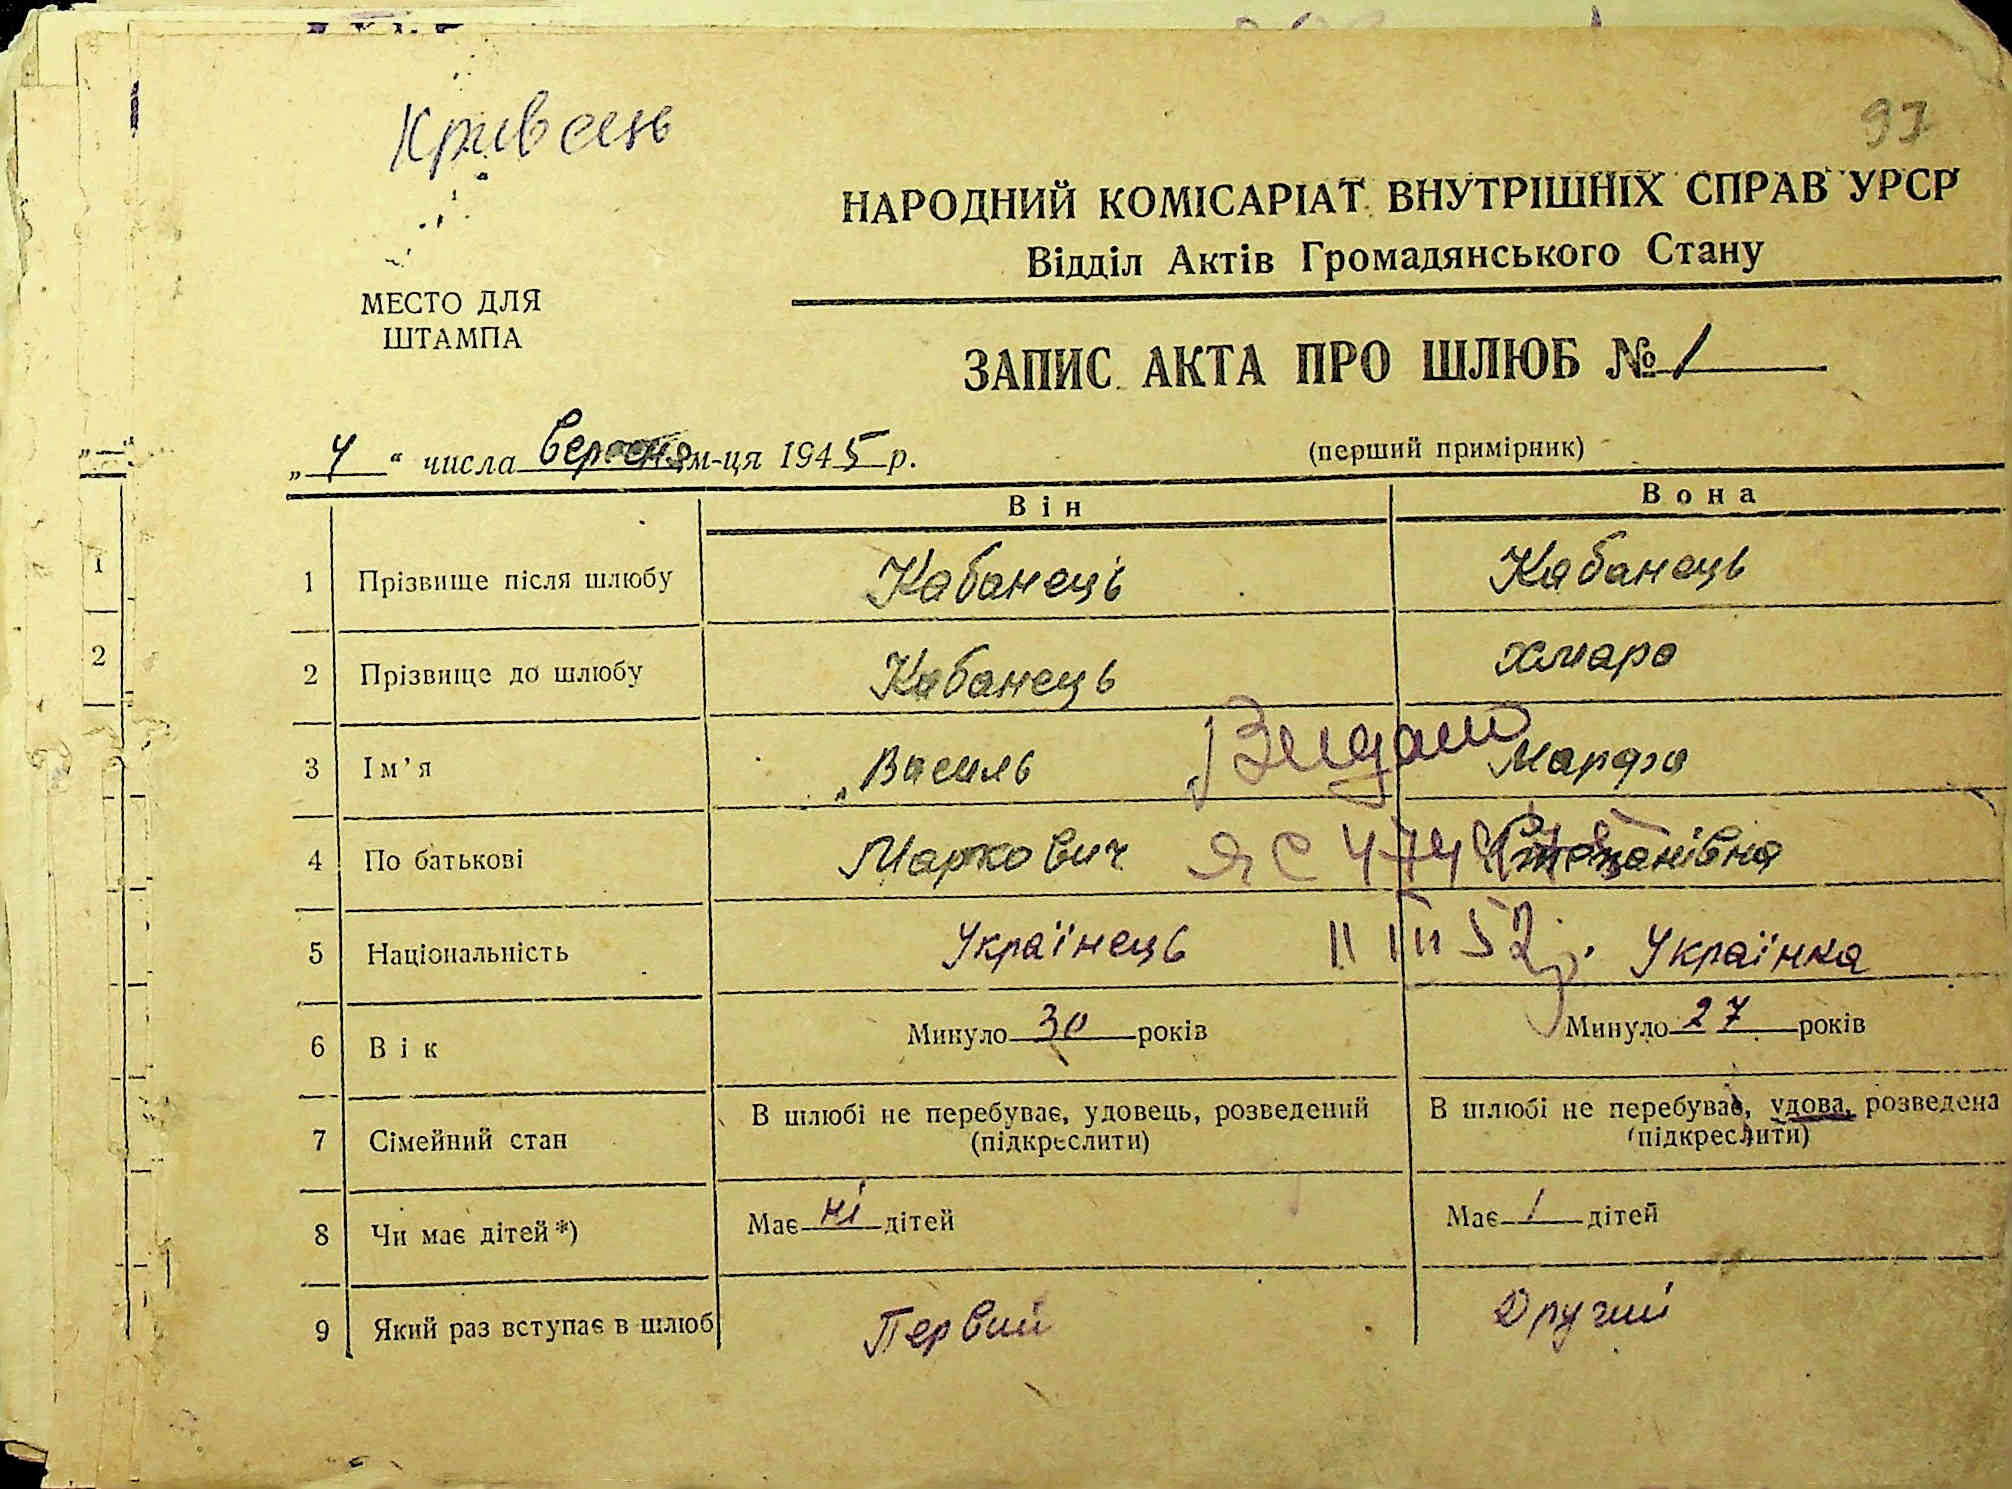 Кривець
97
НАРОДНИЙ КОМІСАРІАТ ВНУТРІШНІХ СПРАВ УРСР
Відділ Актів Громадянського Стану
МЕСТО ДЛЯ
ШТАМПА
ЗАПИС АКТА ПРО ШЛЮБ № 1
„ 4 “ числа вересня м-ця 1945 р.
(перший примірник)
Він Вона
1 Прізвище після шлюбу Кабанець Кабанець
2 Прізвище до шлюбу Кабанець Хмара
3 Ім’я Василь Марфа
4 По батькові Маркович Степанівна
5 Національність Українець Українка
6 Вік Минуло 30 років Минуло 27 років
7 Сімейний стан В шлюбі не перебуває, удовець, розведений В шлюбі не перебуває, удова, розведена
(підкреслити) (підкреслити)
8 Чи має дітей*) Має ні дітей Має 1 дітей
9 Який раз вступає в шлюб Первий Другий
1
2